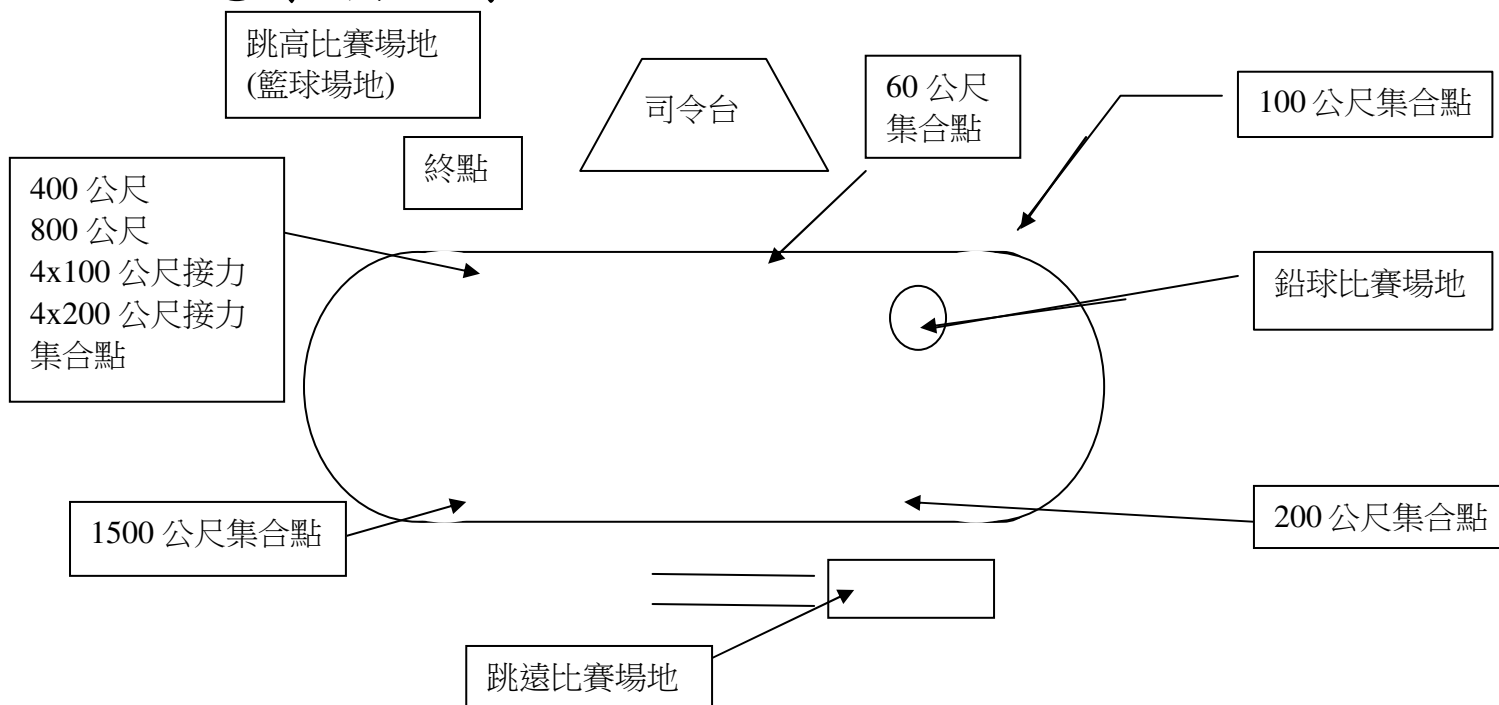 跳高比賽場地
(籃球場地)
司令台
60 公尺
集合點
100 公尺集合點
終點
400 公尺
800 公尺
4x100 公尺接力
4x200 公尺接力
集合點
鉛球比賽場地
1500 公尺集合點
200 公尺集合點
跳遠比賽場地